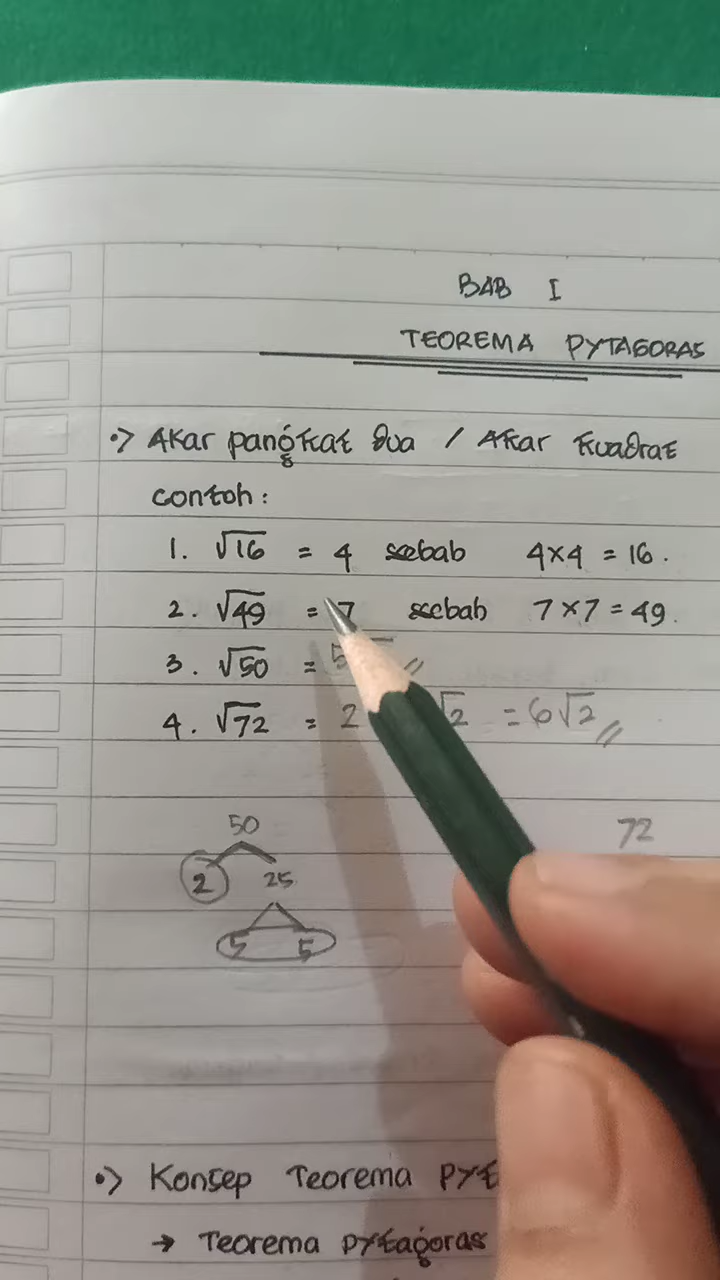 BAB I
TEOREMA PYTAGORAS
•> Akar pangkat dua / Akar kuadrat
contoh :
1. √16 = 4 sebab 4×4 = 16.
2. √49 = 7 sebab 7×7 = 49.
3. √50 = 5
4. √72 = 2 √2 = 6√2
50
72
2 25
5 5
•> Konsep Teorema
→ Teorema pytagoras